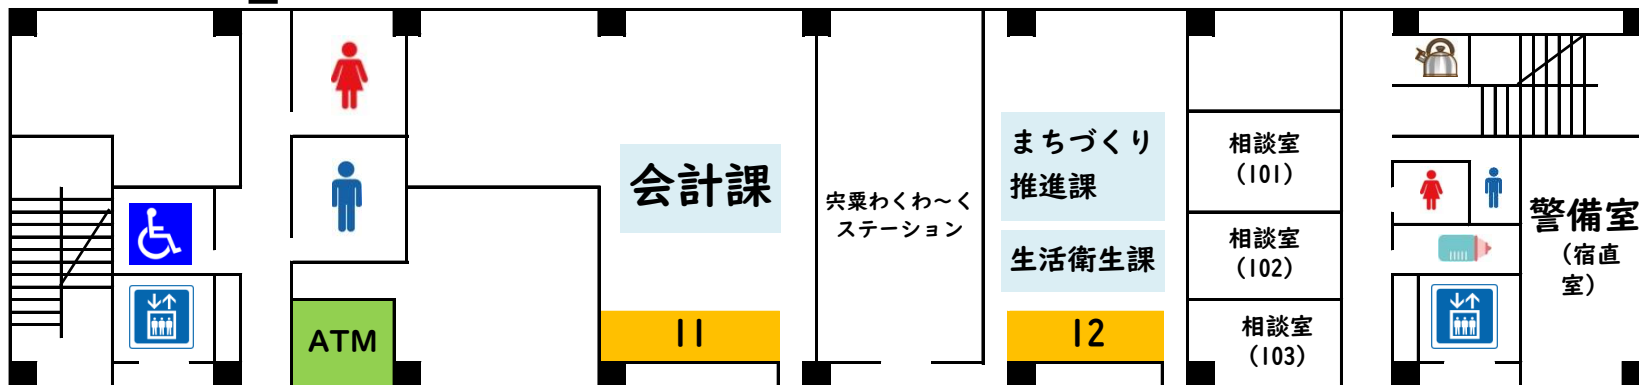 会計課
11
ATM
宍粟わくわ～く
ステーション
まちづくり
推進課
生活衛生課
12
相談室
(101)
相談室
(102)
相談室
(103)
警備室
(宿直
室)